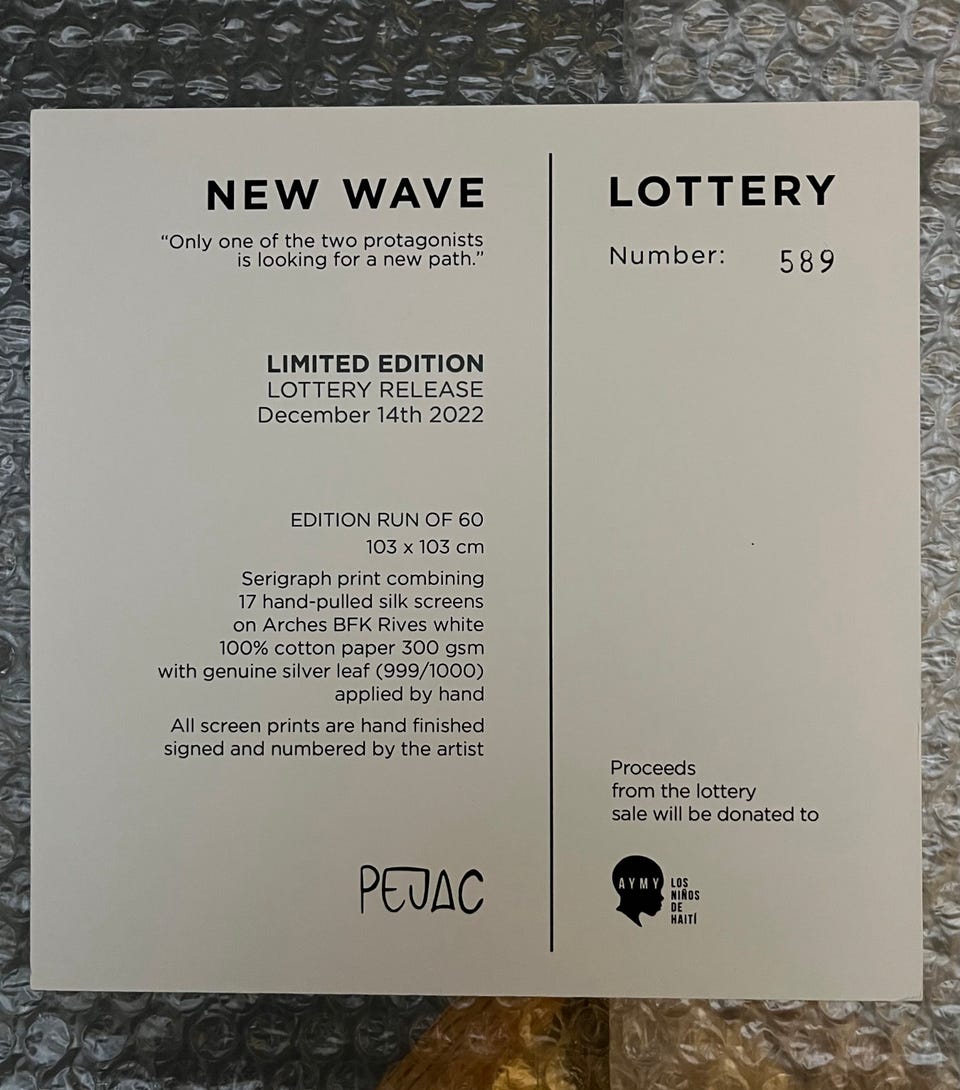 NEW WAVE
“Only one of the two protagonists
is looking for a new path.”
LIMITED EDITION
LOTTERY RELEASE
December 14th 2022
EDITION RUN OF 60
103 x 103 cm
Serigraph print combining
17 hand-pulled silk screens
on Arches BFK Rives white
100% cotton paper 300 gsm
with genuine silver leaf (999/1000)
applied by hand
All screen prints are hand finished
signed and numbered by the artist
PEJAC
LOTTERY
Number: 589
Proceeds
from the lottery
sale will be donated to
AYMY
LOS
NIÑOS
DE
HAITÍ